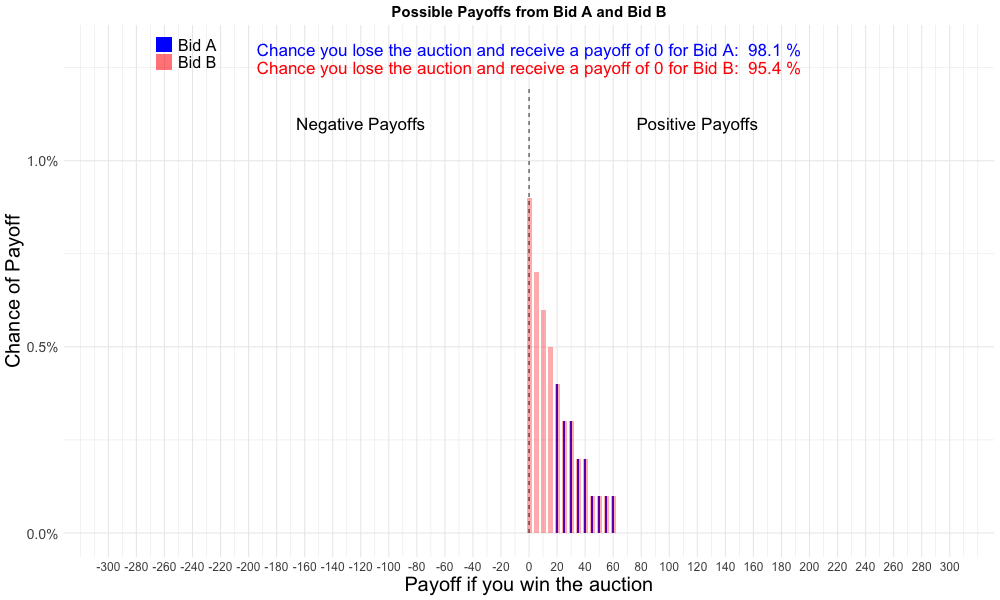 Possible Payoffs from Bid A and Bid B
Bid A
Bid B
Chance you lose the auction and receive a payoff of 0 for Bid A:  98.1 %
Chance you lose the auction and receive a payoff of 0 for Bid B:  95.4 %
Negative Payoffs
Positive Payoffs
Chance of Payoff
1.0%
0.5%
0.0%
-300 -280 -260 -240 -220 -200 -180 -160 -140 -120 -100 -80 -60 -40 -20 0 20 40 60 80 100 120 140 160 180 200 220 240 260 280 300
Payoff if you win the auction